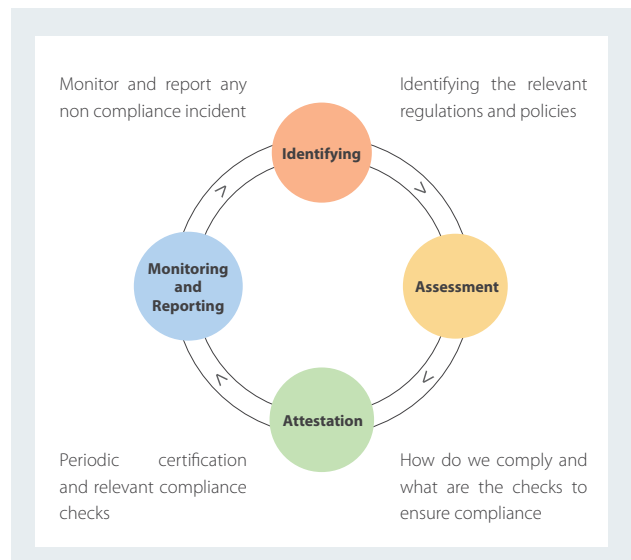 Monitor and report any
non compliance incident
Identifying the relevant
regulations and policies
Identifying
Monitoring
and
Reporting
Assessment
Attestation
Periodic certification
and relevant compliance
checks
How do we comply and
what are the checks to
ensure compliance